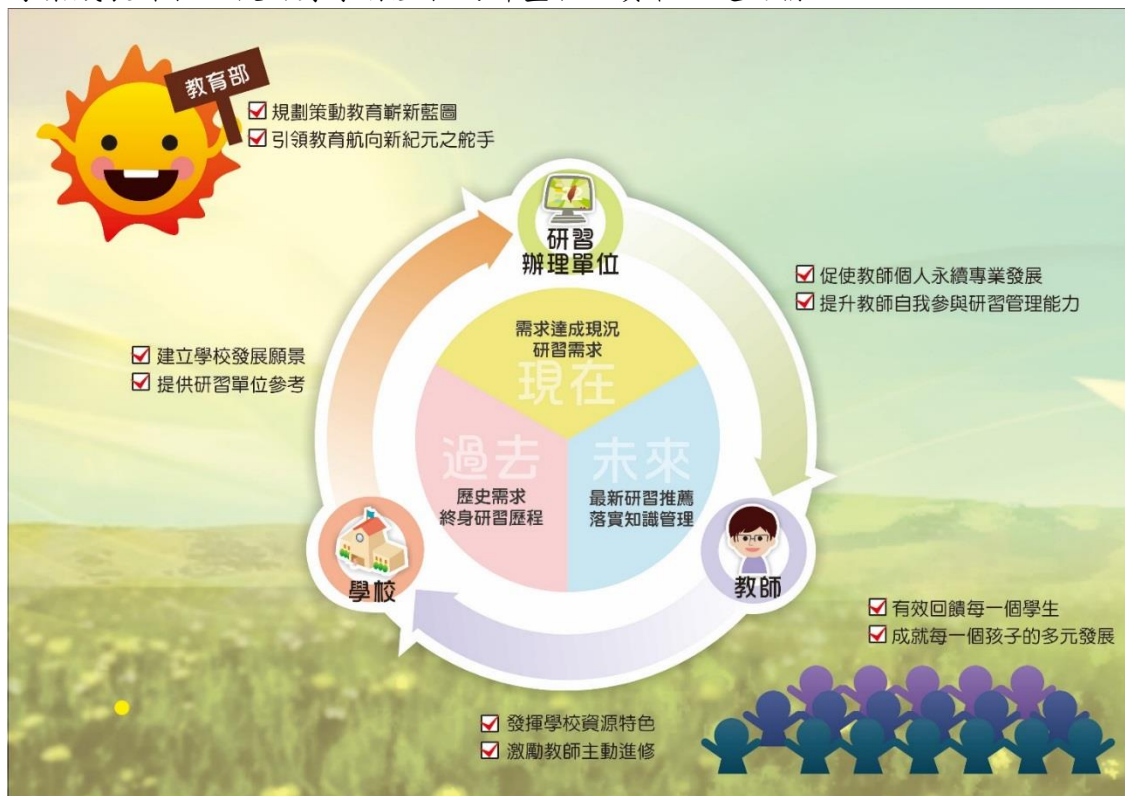 教育部
規劃策動教育嶄新藍圖
引領教育航向新紀元之舵手
研習
辦理單位
促使教師個人永續專業發展
提升教師自我參與研習管理能力
建立學校發展願景
提供研習單位參考
需求達成現況
研習需求
現在
過去
歷史需求
終身研習歷程
未來
最新研習推薦
落實知識管理
學校
教師
有效回饋每一個學生
成就每一個孩子的多元發展
發揮學校資源特色
激勵教師主動進修